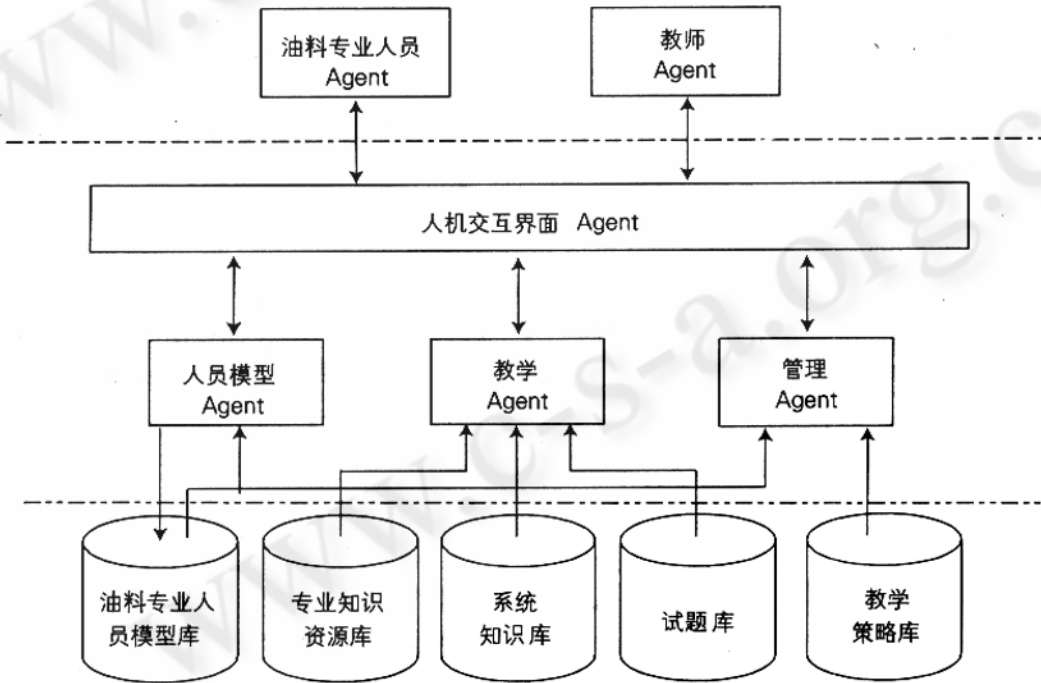 油料专业人员
Agent
教师
Agent
人机交互界面 Agent
人员模型
Agent
教学
Agent
管理
Agent
油料专业人
员模型库
专业知识
资源库
系统
知识库
试题库
教学
策略库
www.c-s-a.org.c